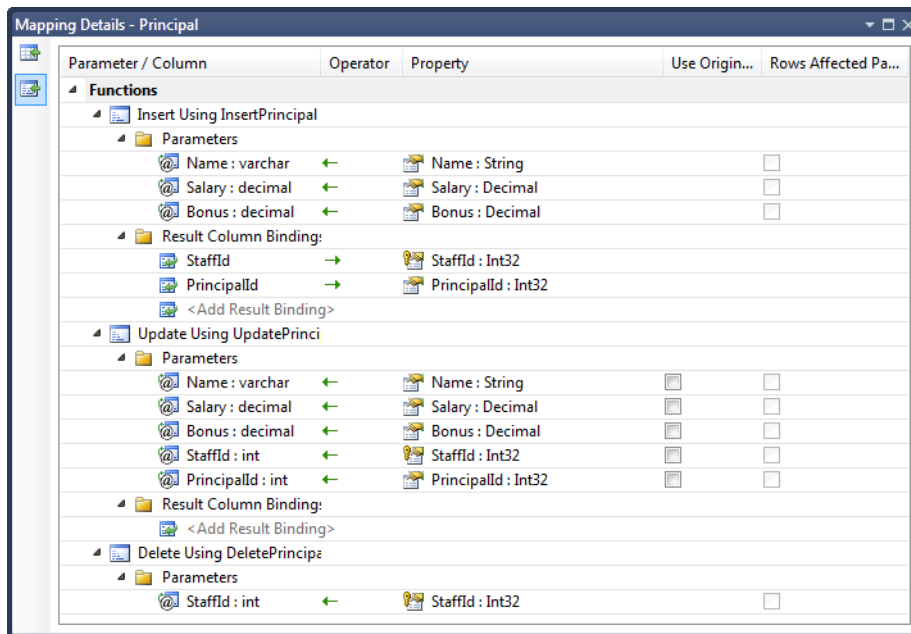 Mapping Details - Principal
Parameter / Column Operator Property Use Origin... Rows Affected Pa...
Functions
Insert Using InsertPrincipal
Parameters
Name : varchar ← Name : String
Salary : decimal ← Salary : Decimal
Bonus : decimal ← Bonus : Decimal
Result Column Bindings
StaffId → StaffId : Int32
PrincipalId → PrincipalId : Int32
<Add Result Binding>
Update Using UpdatePrinci
Parameters
Name : varchar ← Name : String
Salary : decimal ← Salary : Decimal
Bonus : decimal ← Bonus : Decimal
StaffId : int ← StaffId : Int32
PrincipalId : int ← PrincipalId : Int32
Result Column Bindings
<Add Result Binding>
Delete Using DeletePrincipa
Parameters
StaffId : int ← StaffId : Int32